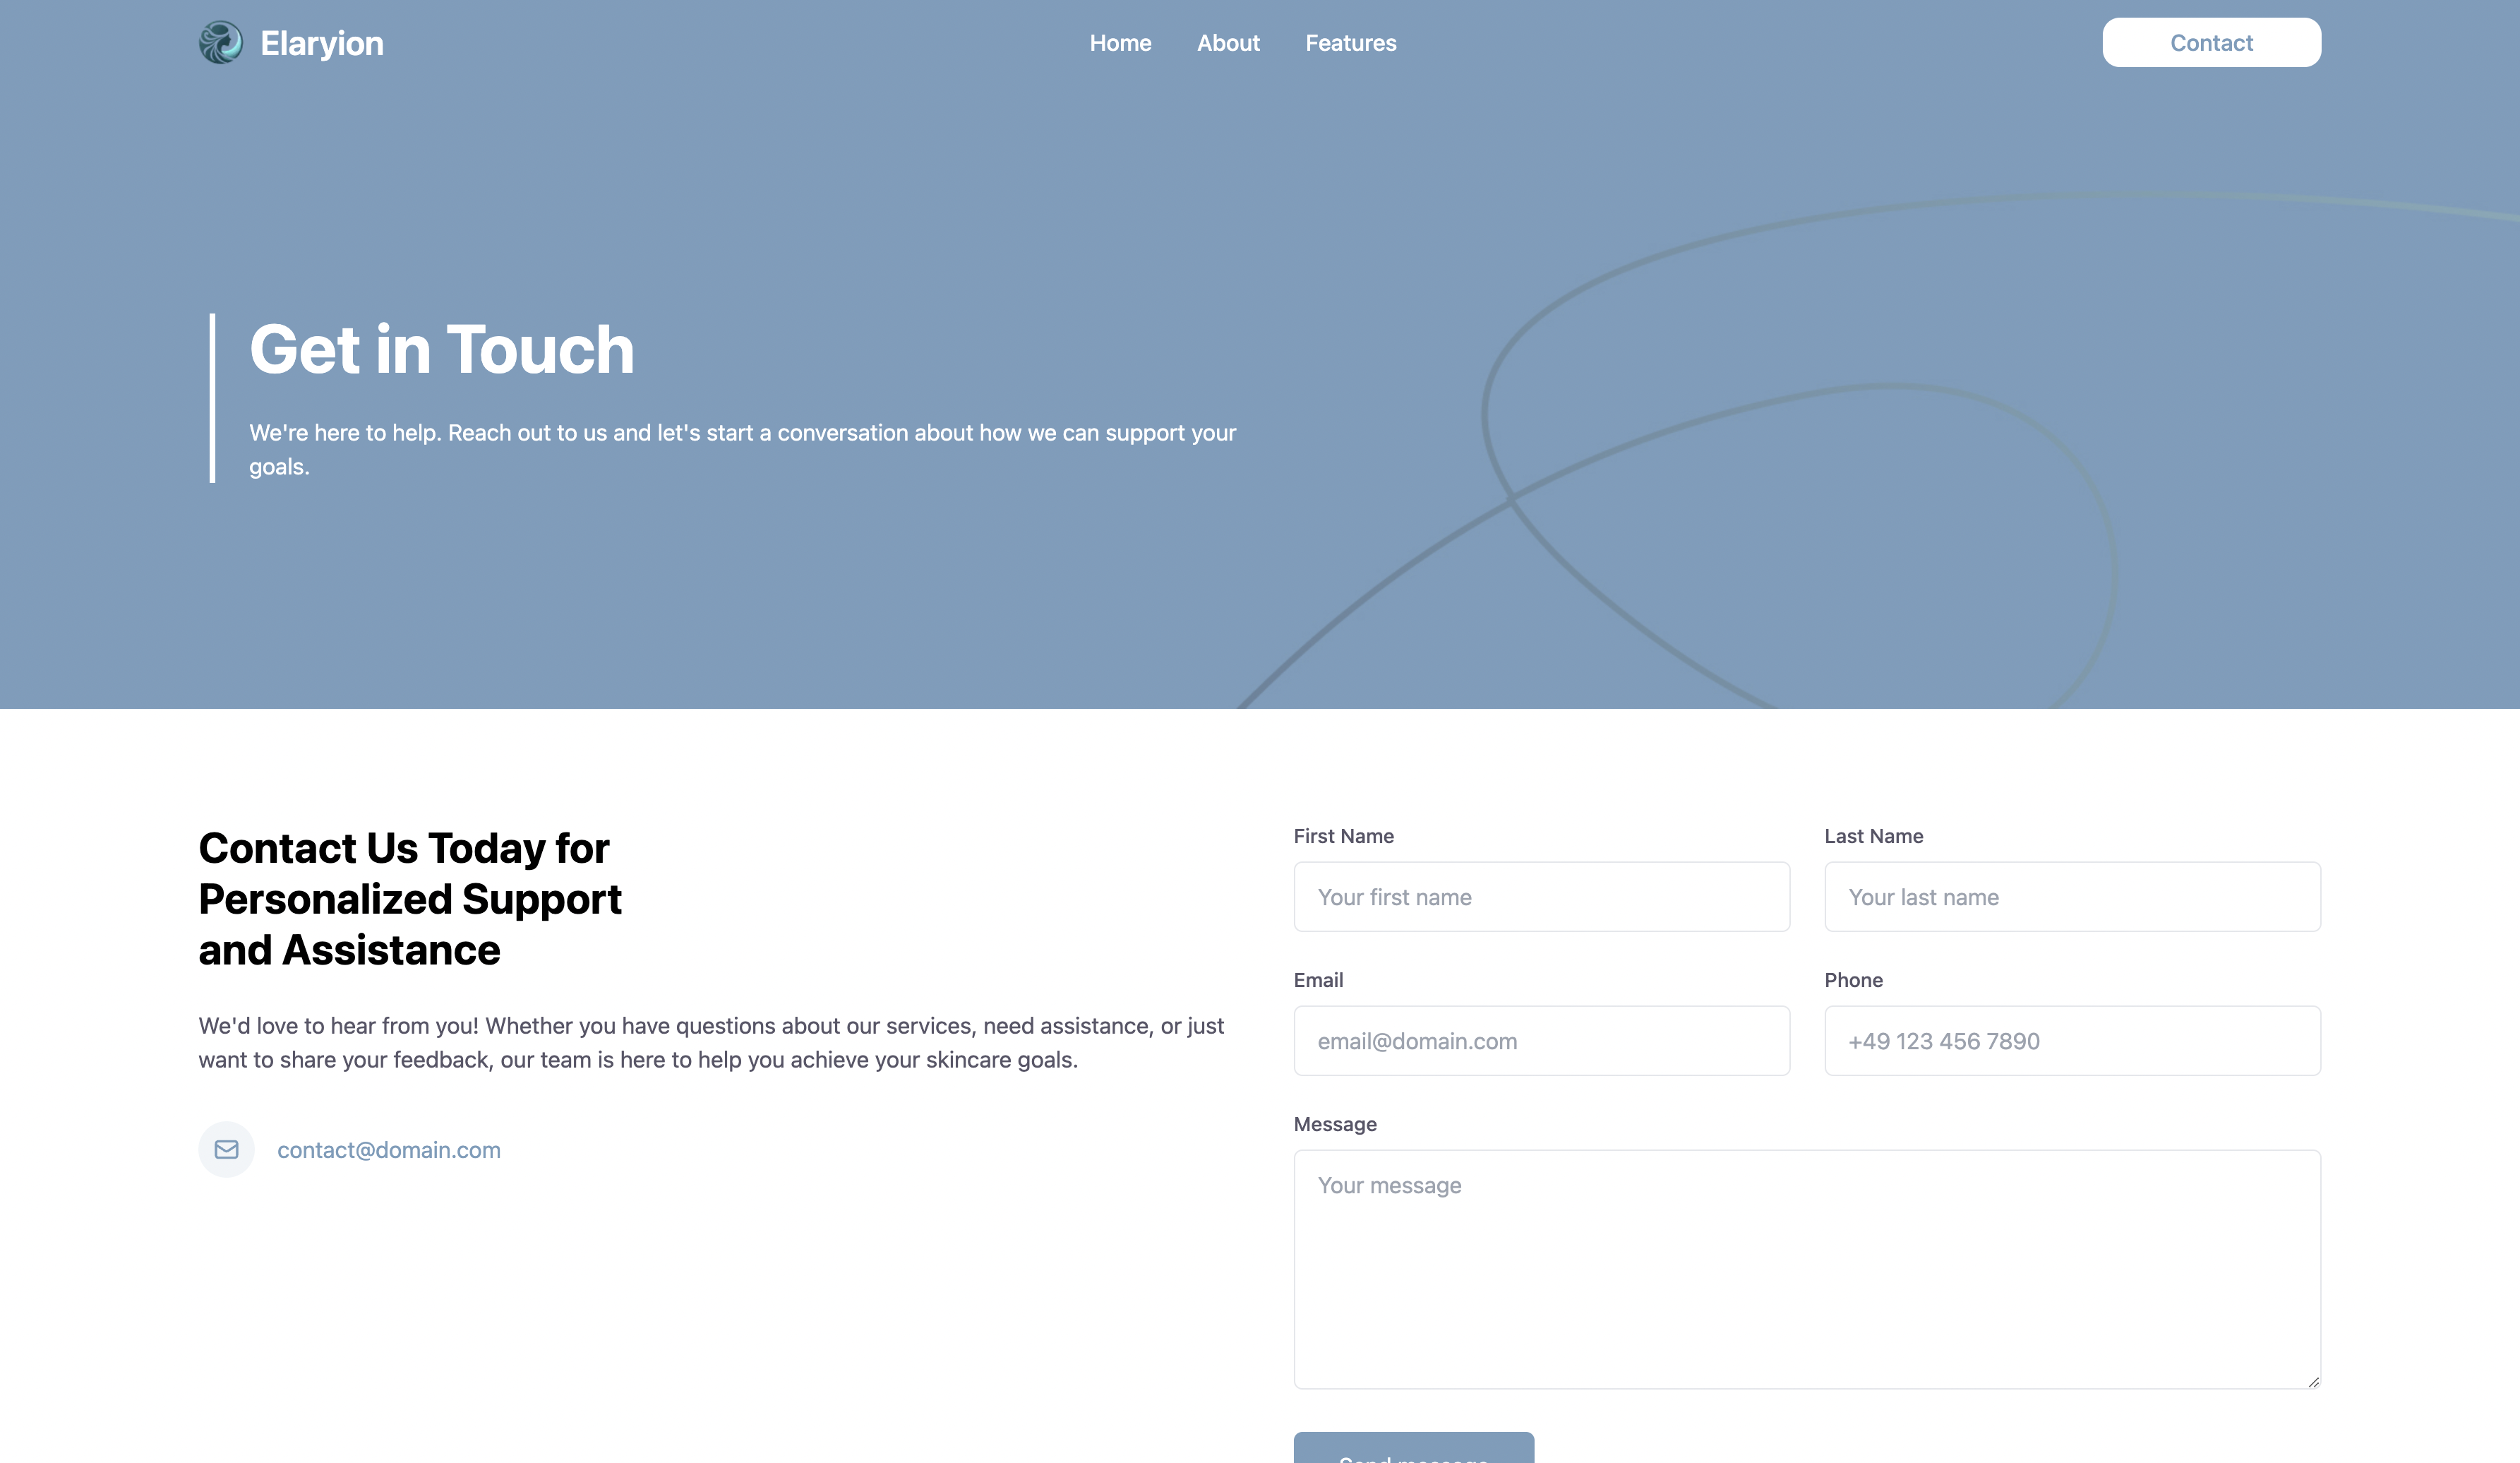 Elaryion
Home
About
Features
Contact
Get in Touch
We're here to help. Reach out to us and let's start a conversation about how we can support your
goals.
Contact Us Today for
Personalized Support
and Assistance
We'd love to hear from you! Whether you have questions about our services, need assistance, or just
want to share your feedback, our team is here to help you achieve your skincare goals.
contact@domain.com
First Name
Last Name
Your first name
Your last name
Email
Phone
email@domain.com
+49 123 456 7890
Message
Your message
Send message